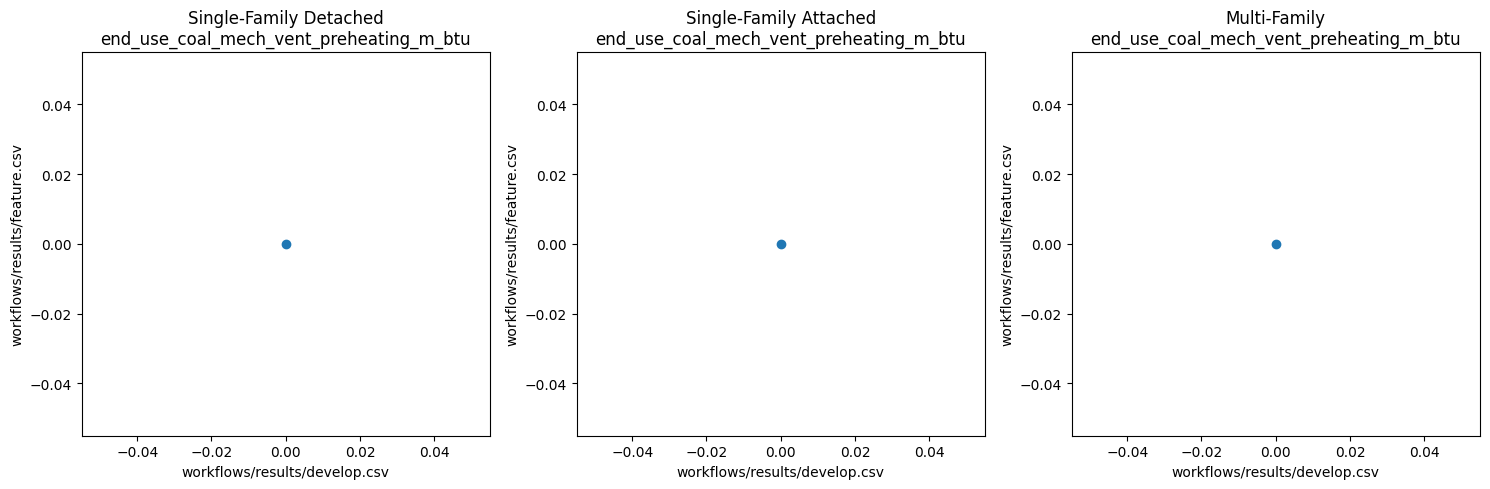 Single-Family Detached
end_use_coal_mech_vent_preheating_m_btu
workflows/results/feature.csv
0.04
0.02
0.00
−0.02
−0.04
−0.04
−0.02
0.00
0.02
0.04
workflows/results/develop.csv
Single-Family Attached
end_use_coal_mech_vent_preheating_m_btu
workflows/results/feature.csv
0.04
0.02
0.00
−0.02
−0.04
−0.04
−0.02
0.00
0.02
0.04
workflows/results/develop.csv
Multi-Family
end_use_coal_mech_vent_preheating_m_btu
workflows/results/feature.csv
0.04
0.02
0.00
−0.02
−0.04
−0.04
−0.02
0.00
0.02
0.04
workflows/results/develop.csv